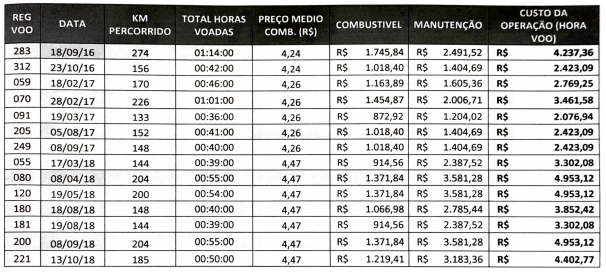 REG VOO | DATA | KM PERCORRIDO | TOTAL HORAS VOADAS | PREÇO MEDIO COMB. (R$) | COMBUSTIVEL | MANUTENÇÃO | CUSTO DA OPERAÇÃO (HORA VOO)
283 | 18/09/16 | 274 | 01:14:00 | 4,24 | R$ 1.745,84 | R$ 2.491,52 | R$ 4.237,36
312 | 23/10/16 | 156 | 00:42:00 | 4,24 | R$ 1.018,40 | R$ 1.404,69 | R$ 2.423,09
059 | 18/02/17 | 170 | 00:46:00 | 4,26 | R$ 1.163,89 | R$ 1.605,36 | R$ 2.769,25
070 | 28/02/17 | 226 | 01:01:00 | 4,26 | R$ 1.454,87 | R$ 2.006,71 | R$ 3.461,58
091 | 19/03/17 | 133 | 00:36:00 | 4,26 | R$ 872,92 | R$ 1.204,02 | R$ 2.076,94
205 | 05/08/17 | 152 | 00:41:00 | 4,26 | R$ 1.018,40 | R$ 1.404,69 | R$ 2.423,09
249 | 08/09/17 | 148 | 00:40:00 | 4,26 | R$ 1.018,40 | R$ 1.404,69 | R$ 2.423,09
055 | 17/03/18 | 144 | 00:39:00 | 4,47 | R$ 914,56 | R$ 2.387,52 | R$ 3.302,08
080 | 08/04/18 | 204 | 00:55:00 | 4,47 | R$ 1.371,84 | R$ 3.581,28 | R$ 4.953,12
120 | 19/05/18 | 200 | 00:54:00 | 4,47 | R$ 1.371,84 | R$ 3.581,28 | R$ 4.953,12
180 | 18/08/18 | 148 | 00:40:00 | 4,47 | R$ 1.066,98 | R$ 2.785,44 | R$ 3.852,42
181 | 19/08/18 | 144 | 00:39:00 | 4,47 | R$ 914,56 | R$ 2.387,52 | R$ 3.302,08
200 | 08/09/18 | 204 | 00:55:00 | 4,47 | R$ 1.371,84 | R$ 3.581,28 | R$ 4.953,12
221 | 13/10/18 | 185 | 00:50:00 | 4,47 | R$ 1.219,41 | R$ 3.183,36 | R$ 4.402,77